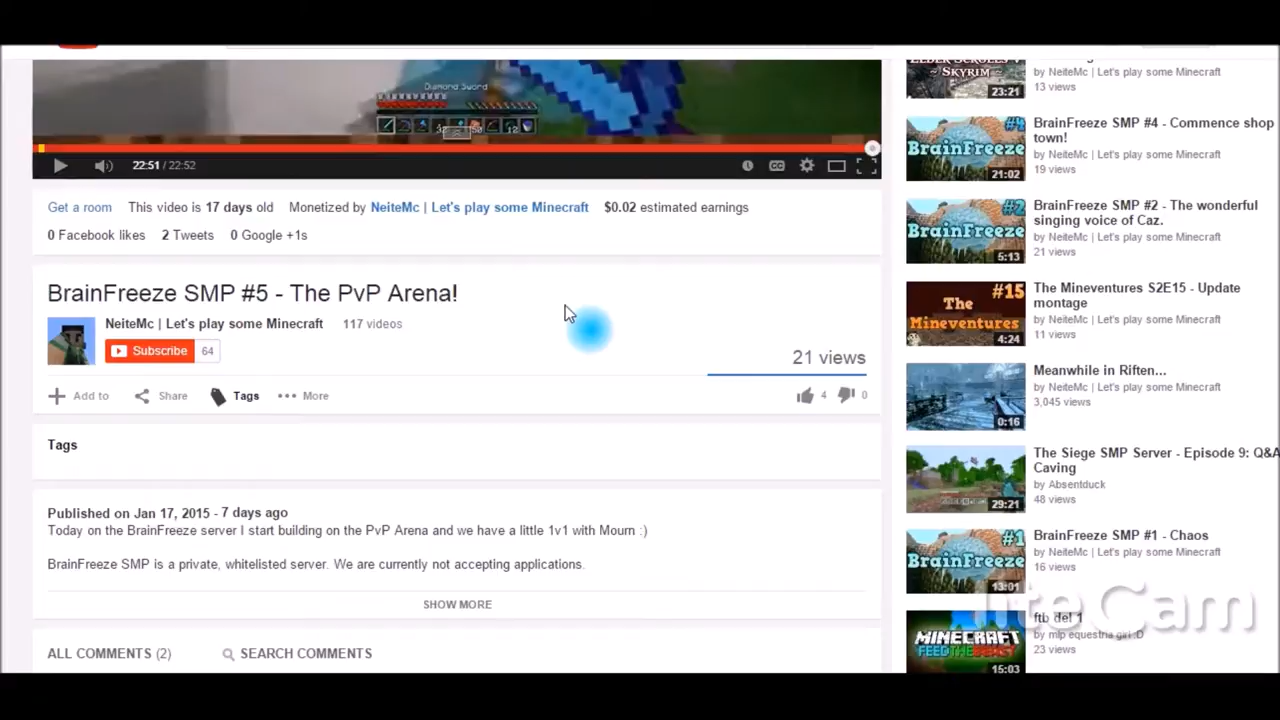 Diamond Sword
22:51 / 22:52
Get a room This video is 17 days old Monetized by NeiteMc | Let's play some Minecraft $0.02 estimated earnings
0 Facebook likes 2 Tweets 0 Google +1s
BrainFreeze SMP #5 - The PvP Arena!
NeiteMc | Let's play some Minecraft 117 videos
Subscribe 64
21 views
Add to Share Tags More 4 0
Tags
Published on Jan 17, 2015 - 7 days ago
Today on the BrainFreeze server I start building on the PvP Arena and we have a little 1v1 with Mourn :)
BrainFreeze SMP is a private, whitelisted server. We are currently not accepting applications.
SHOW MORE
ALL COMMENTS (2) SEARCH COMMENTS
SKYRIM
23:21
by NeiteMc | Let's play some Minecraft
13 views
#4
BrainFreeze
21:02
BrainFreeze SMP #4 - Commence shop
town!
by NeiteMc | Let's play some Minecraft
19 views
#2
BrainFreeze
5:13
BrainFreeze SMP #2 - The wonderful
singing voice of Caz.
by NeiteMc | Let's play some Minecraft
21 views
#15
The
Mineventures
4:24
The Mineventures S2E15 - Update
montage
by NeiteMc | Let's play some Minecraft
11 views
0:16
Meanwhile in Riften...
by NeiteMc | Let's play some Minecraft
3,045 views
29:21
The Siege SMP Server - Episode 9: Q&A
Caving
by Absentduck
48 views
#1
BrainFreeze
13:01
BrainFreeze SMP #1 - Chaos
by NeiteMc | Let's play some Minecraft
16 views
MINECRAFT
FEED THE BEAST
15:03
ftb del 1
by mlp equestria girl :D
23 views
liteCam